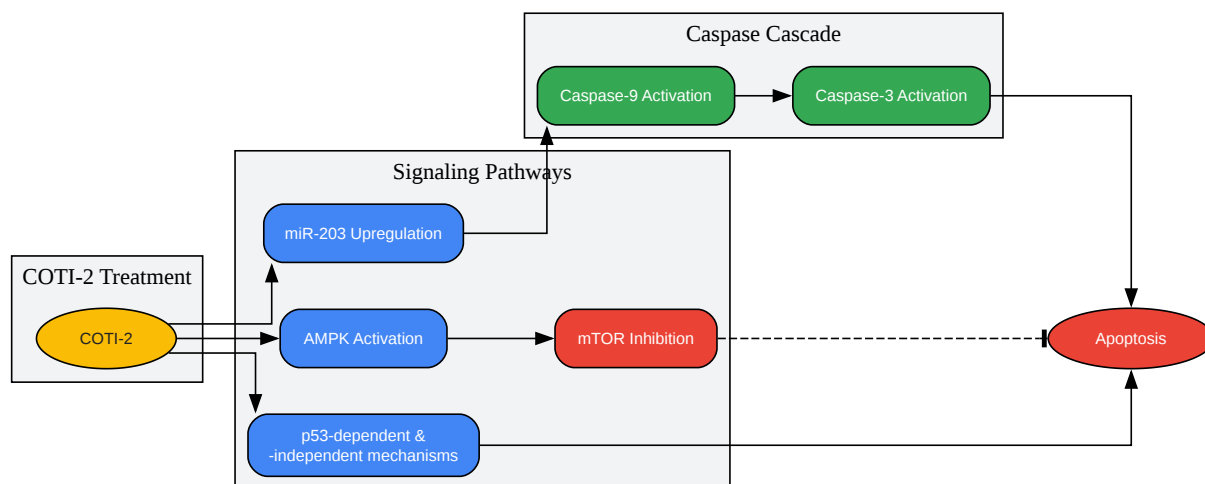 Caspase Cascade
Caspase-9 Activation
Caspase-3 Activation
Signaling Pathways
miR-203 Upregulation
COTI-2 Treatment
COTI-2
AMPK Activation
mTOR Inhibition
Apoptosis
p53-dependent &
-independent mechanisms